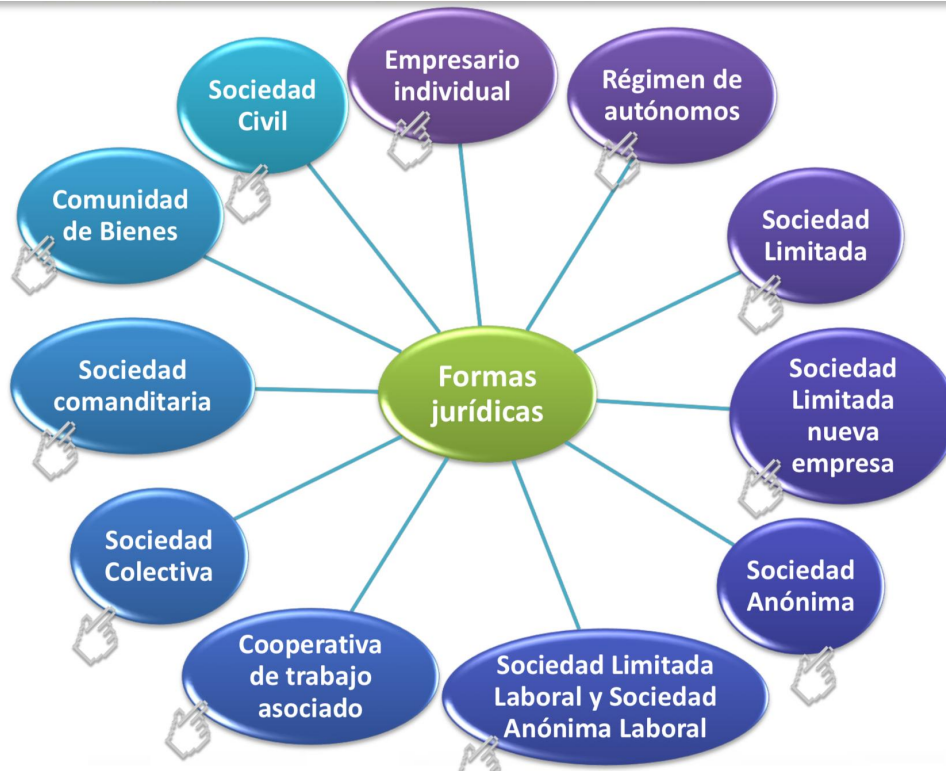 Formas
jurídicas
Empresario
individual
Régimen de
autónomos
Sociedad
Limitada
Sociedad
Limitada
nueva
empresa
Sociedad
Anónima
Sociedad Limitada
Laboral y Sociedad
Anónima Laboral
Cooperativa
de trabajo
asociado
Sociedad
Colectiva
Sociedad
comanditaria
Comunidad
de Bienes
Sociedad
Civil